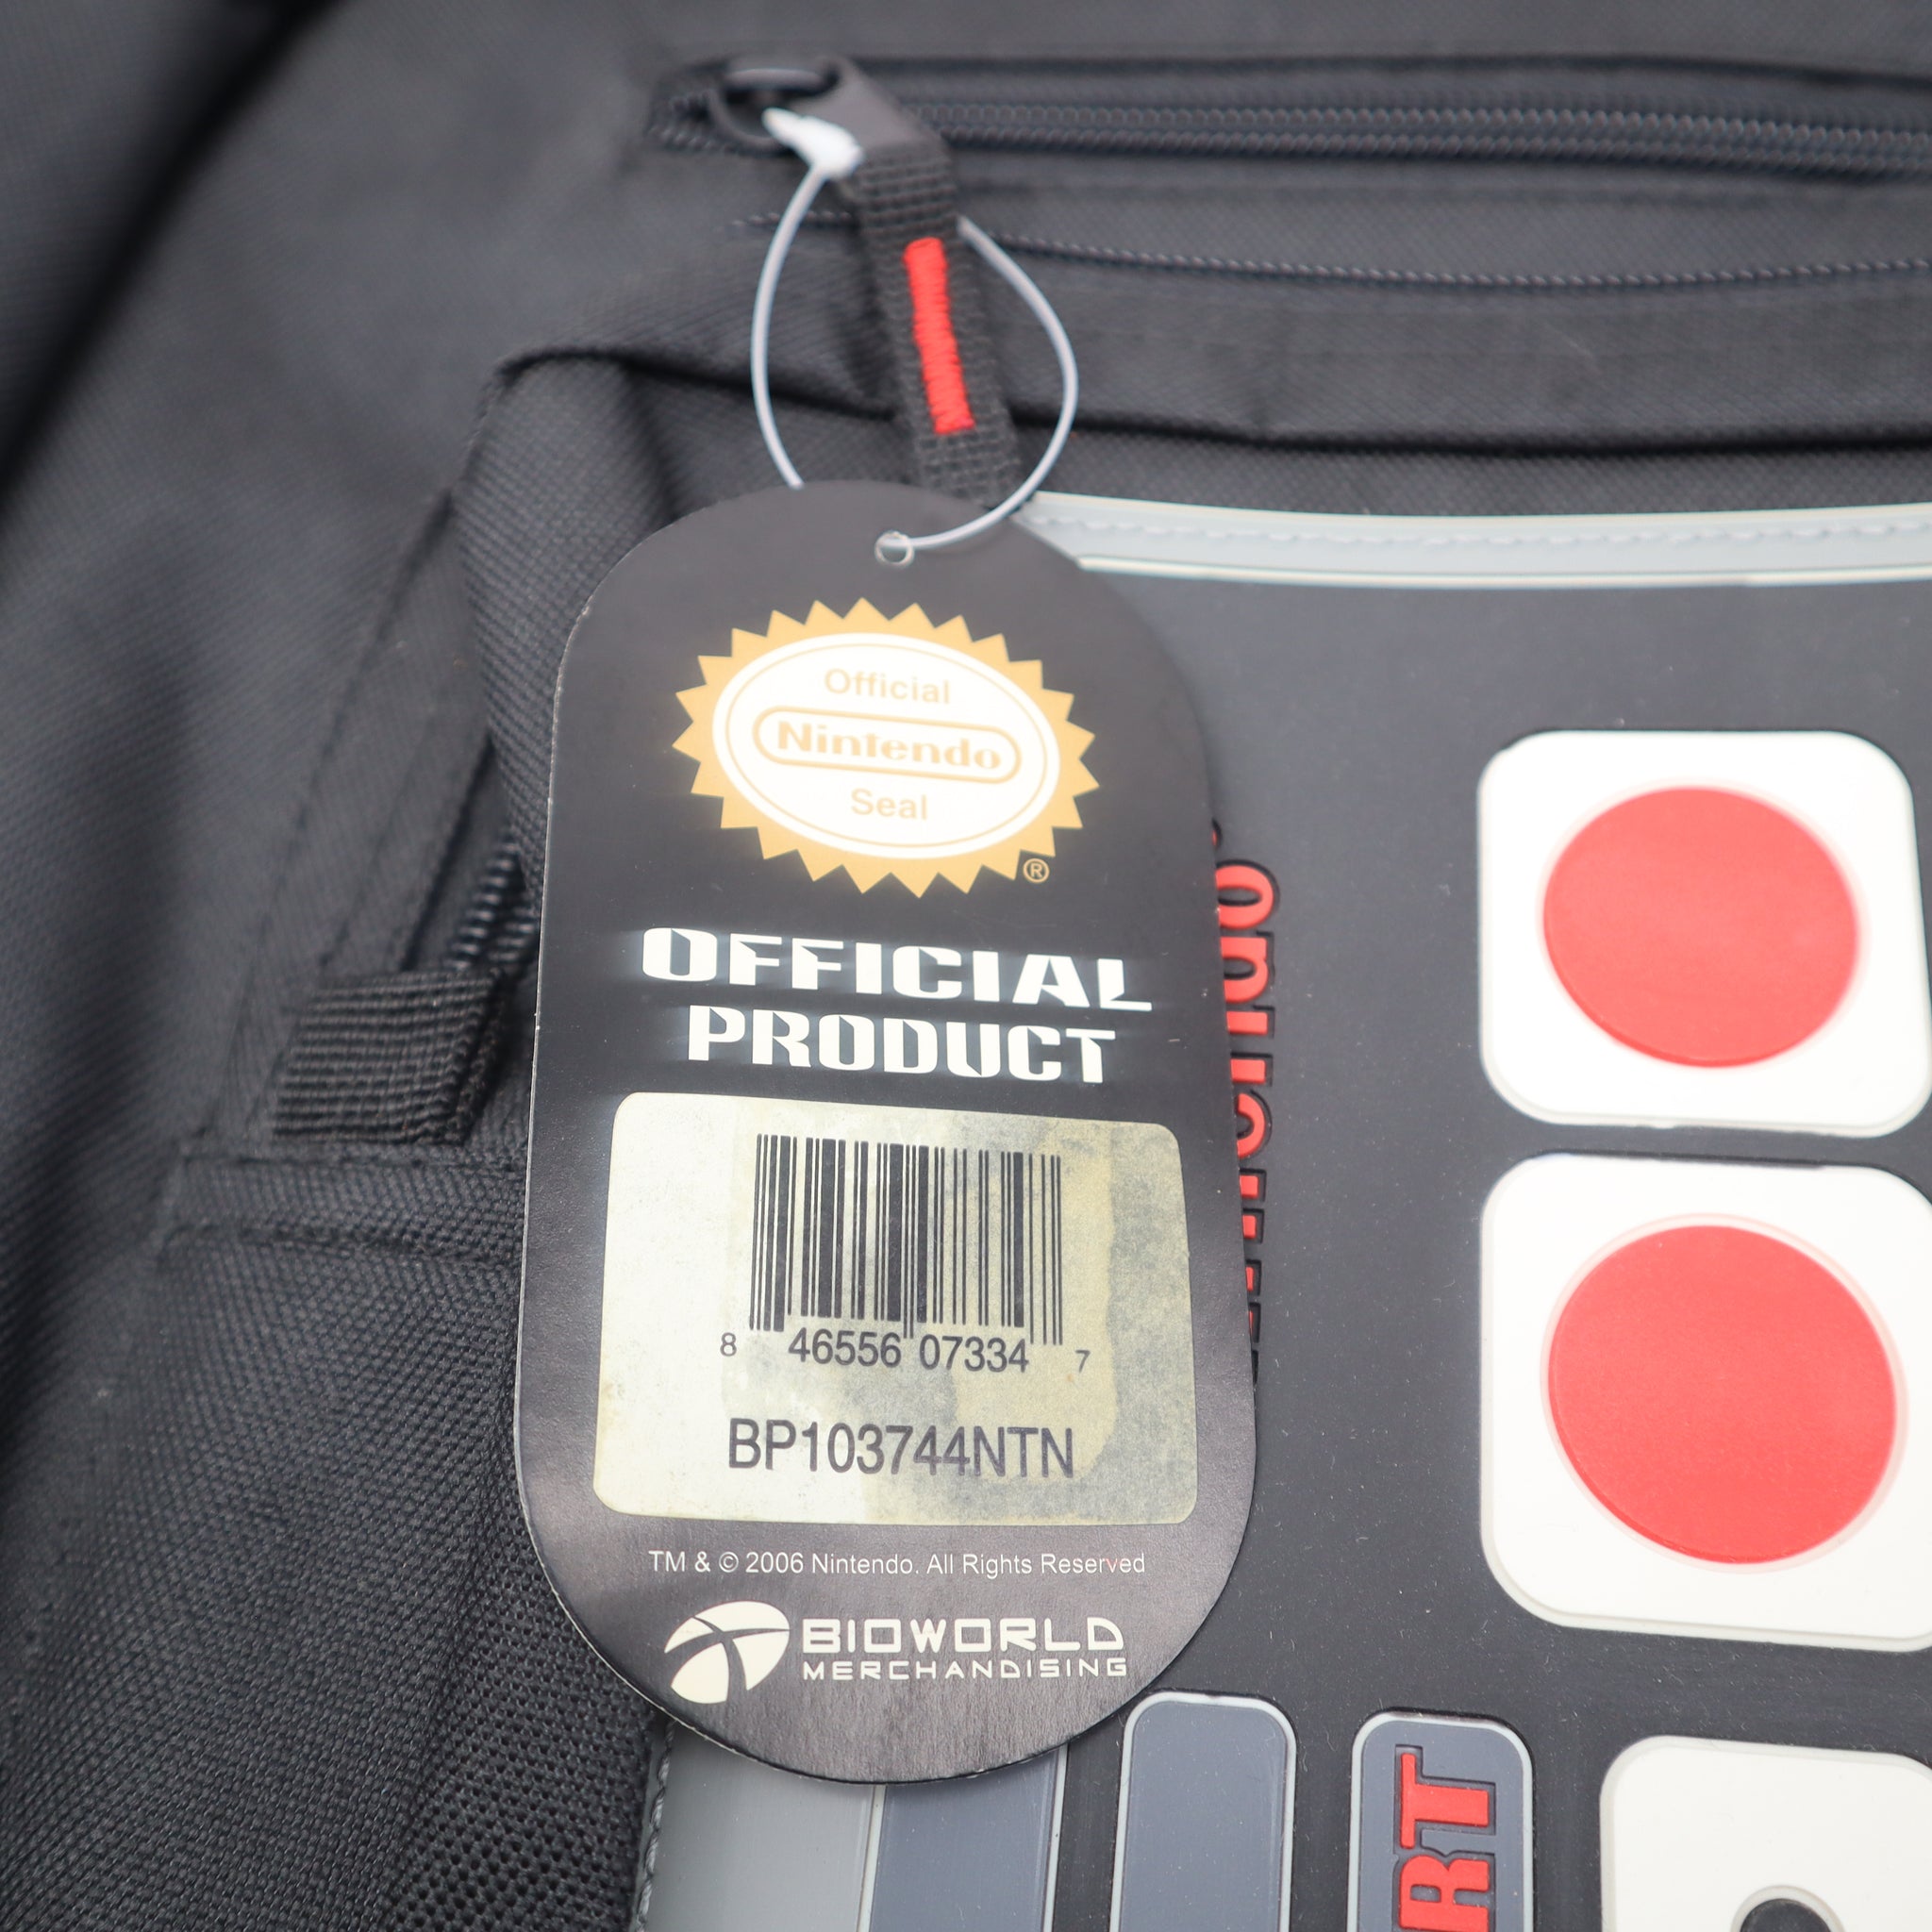 Official
Nintendo
Seal
®
OFFICIAL
PRODUCT
8 46556 07334 7
BP103744NTN
TM & © 2006 Nintendo. All Rights Reserved
BIOWORLD
MERCHANDISING